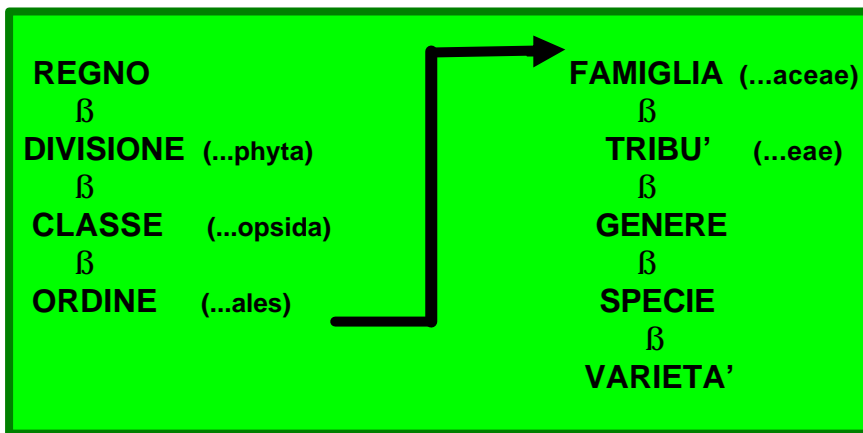 REGNO
ß
DIVISIONE (...phyta)
ß
CLASSE (...opsida)
ß
ORDINE (...ales)
FAMIGLIA (...aceae)
ß
TRIBU’ (...eae)
ß
GENERE
ß
SPECIE
ß
VARIETA’